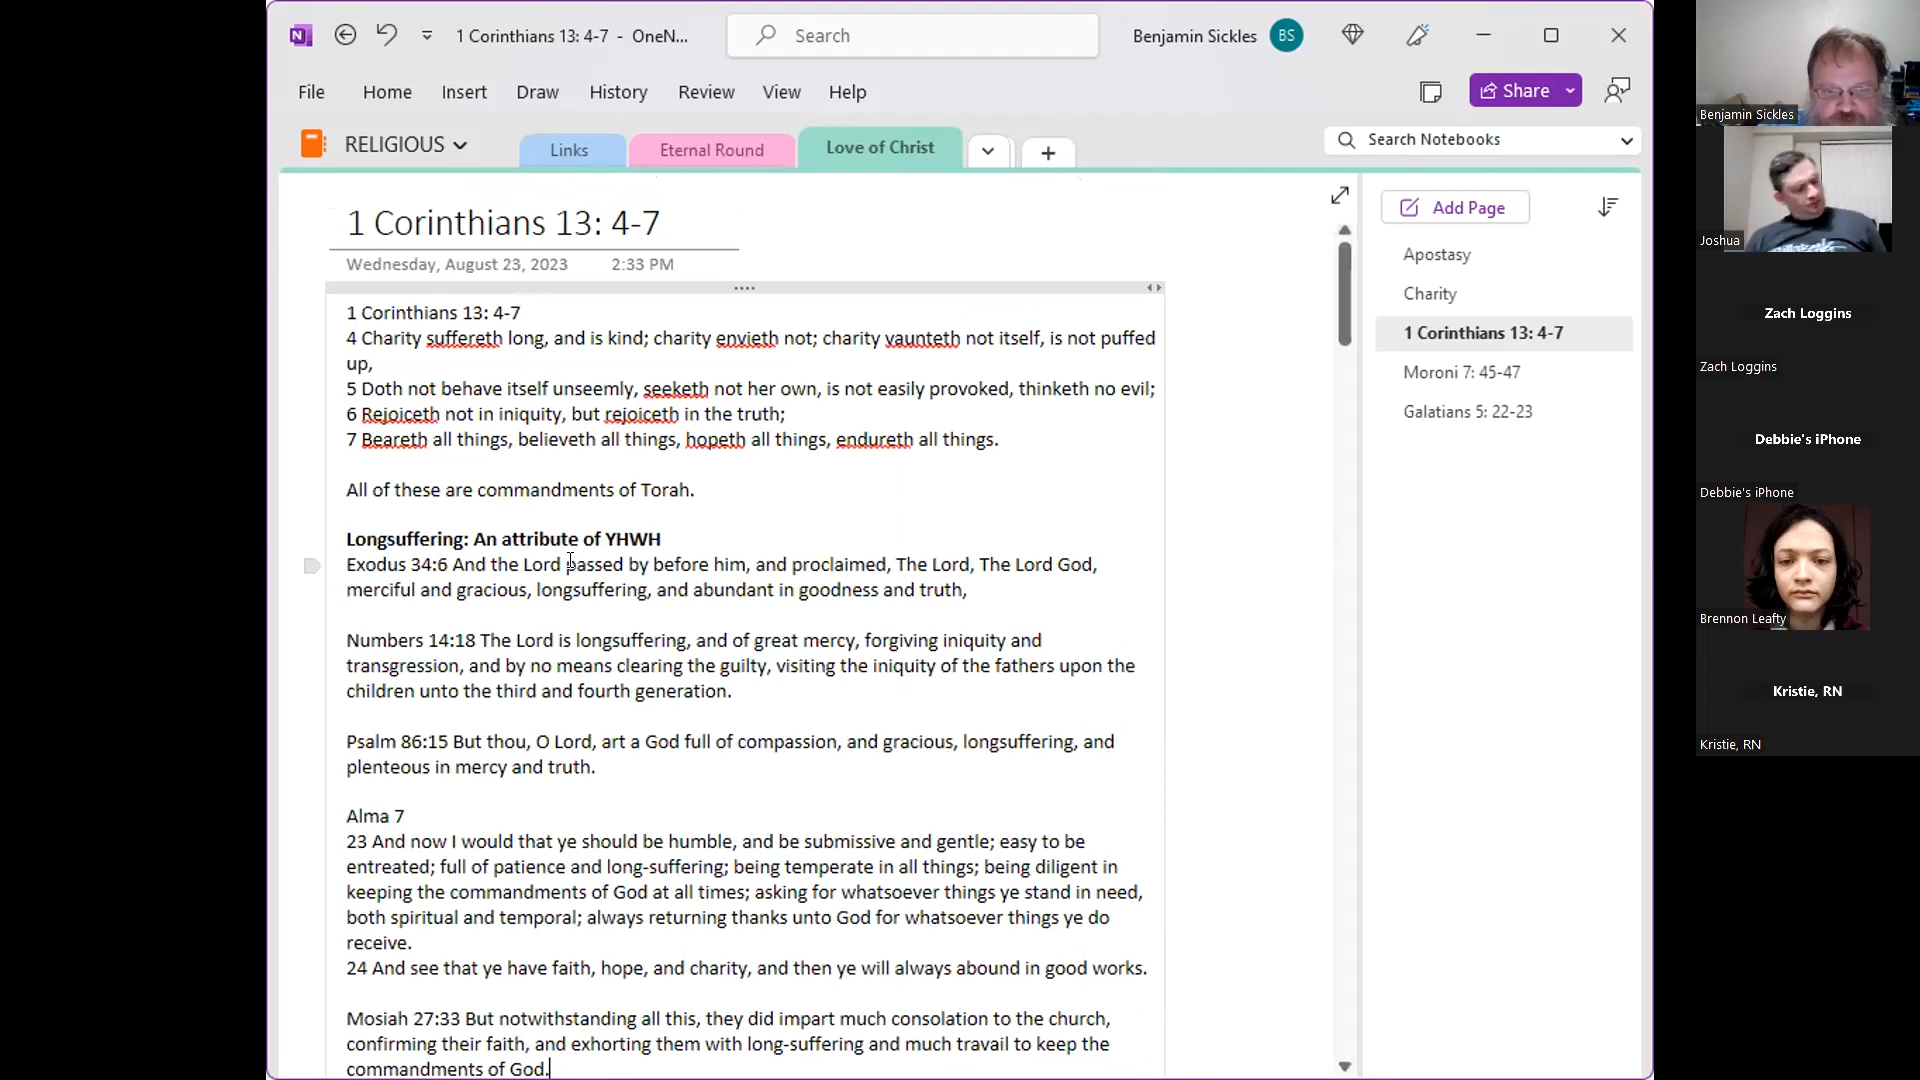 1 Corinthians 13: 4-7 - OneN...
Search
Benjamin Sickles
BS
File
Home
Insert
Draw
History
Review
View
Help
Share
RELIGIOUS
Links
Eternal Round
Love of Christ
+
Search Notebooks
1 Corinthians 13: 4-7
Wednesday, August 23, 2023
2:33 PM
1 Corinthians 13: 4-7
4 Charity suffereth long, and is kind; charity envieth not; charity vaunteth not itself, is not puffed
up,
5 Doth not behave itself unseemly, seeketh not her own, is not easily provoked, thinketh no evil;
6 Rejoiceth not in iniquity, but rejoiceth in the truth;
7 Beareth all things, believeth all things, hopeth all things, endureth all things.
All of these are commandments of Torah.
Longsuffering: An attribute of YHWH
Exodus 34:6 And the Lord passed by before him, and proclaimed, The Lord, The Lord God,
merciful and gracious, longsuffering, and abundant in goodness and truth,
Numbers 14:18 The Lord is longsuffering, and of great mercy, forgiving iniquity and
transgression, and by no means clearing the guilty, visiting the iniquity of the fathers upon the
children unto the third and fourth generation.
Psalm 86:15 But thou, O Lord, art a God full of compassion, and gracious, longsuffering, and
plenteous in mercy and truth.
Alma 7
23 And now I would that ye should be humble, and be submissive and gentle; easy to be
entreated; full of patience and long-suffering; being temperate in all things; being diligent in
keeping the commandments of God at all times; asking for whatsoever things ye stand in need,
both spiritual and temporal; always returning thanks unto God for whatsoever things ye do
receive.
24 And see that ye have faith, hope, and charity, and then ye will always abound in good works.
Mosiah 27:33 But notwithstanding all this, they did impart much consolation to the church,
confirming their faith, and exhorting them with long-suffering and much travail to keep the
commandments of God.
Add Page
Apostasy
Charity
1 Corinthians 13: 4-7
Moroni 7: 45-47
Galatians 5: 22-23
Benjamin Sickles
Joshua
Zach Loggins
Zach Loggins
Debbie's iPhone
Debbie's iPhone
Brennon Leafty
Kristie, RN
Kristie, RN